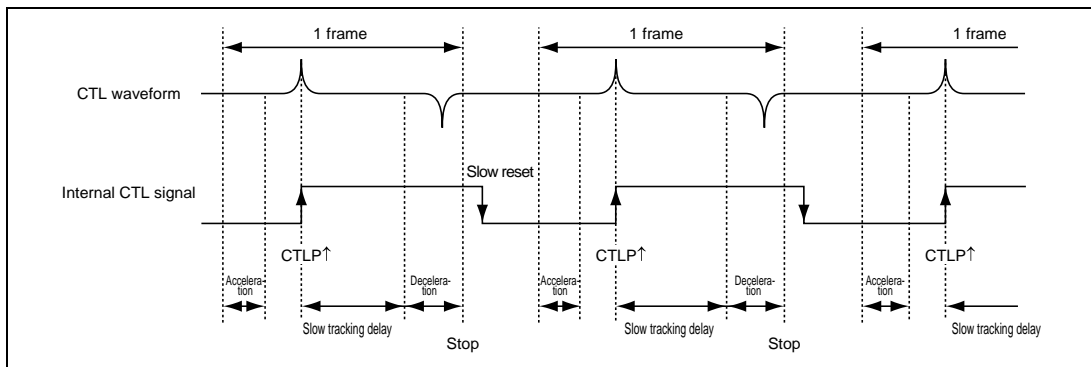 1 frame 1 frame 1 frame
CTL waveform
Slow reset
Internal CTL signal
CTLP↑ CTLP↑ CTLP↑
Accelera-
tion
Decelera-
tion
Accelera-
tion
Decelera-
tion
Accelera-
tion
Slow tracking delay Slow tracking delay Slow tracking delay
Stop Stop